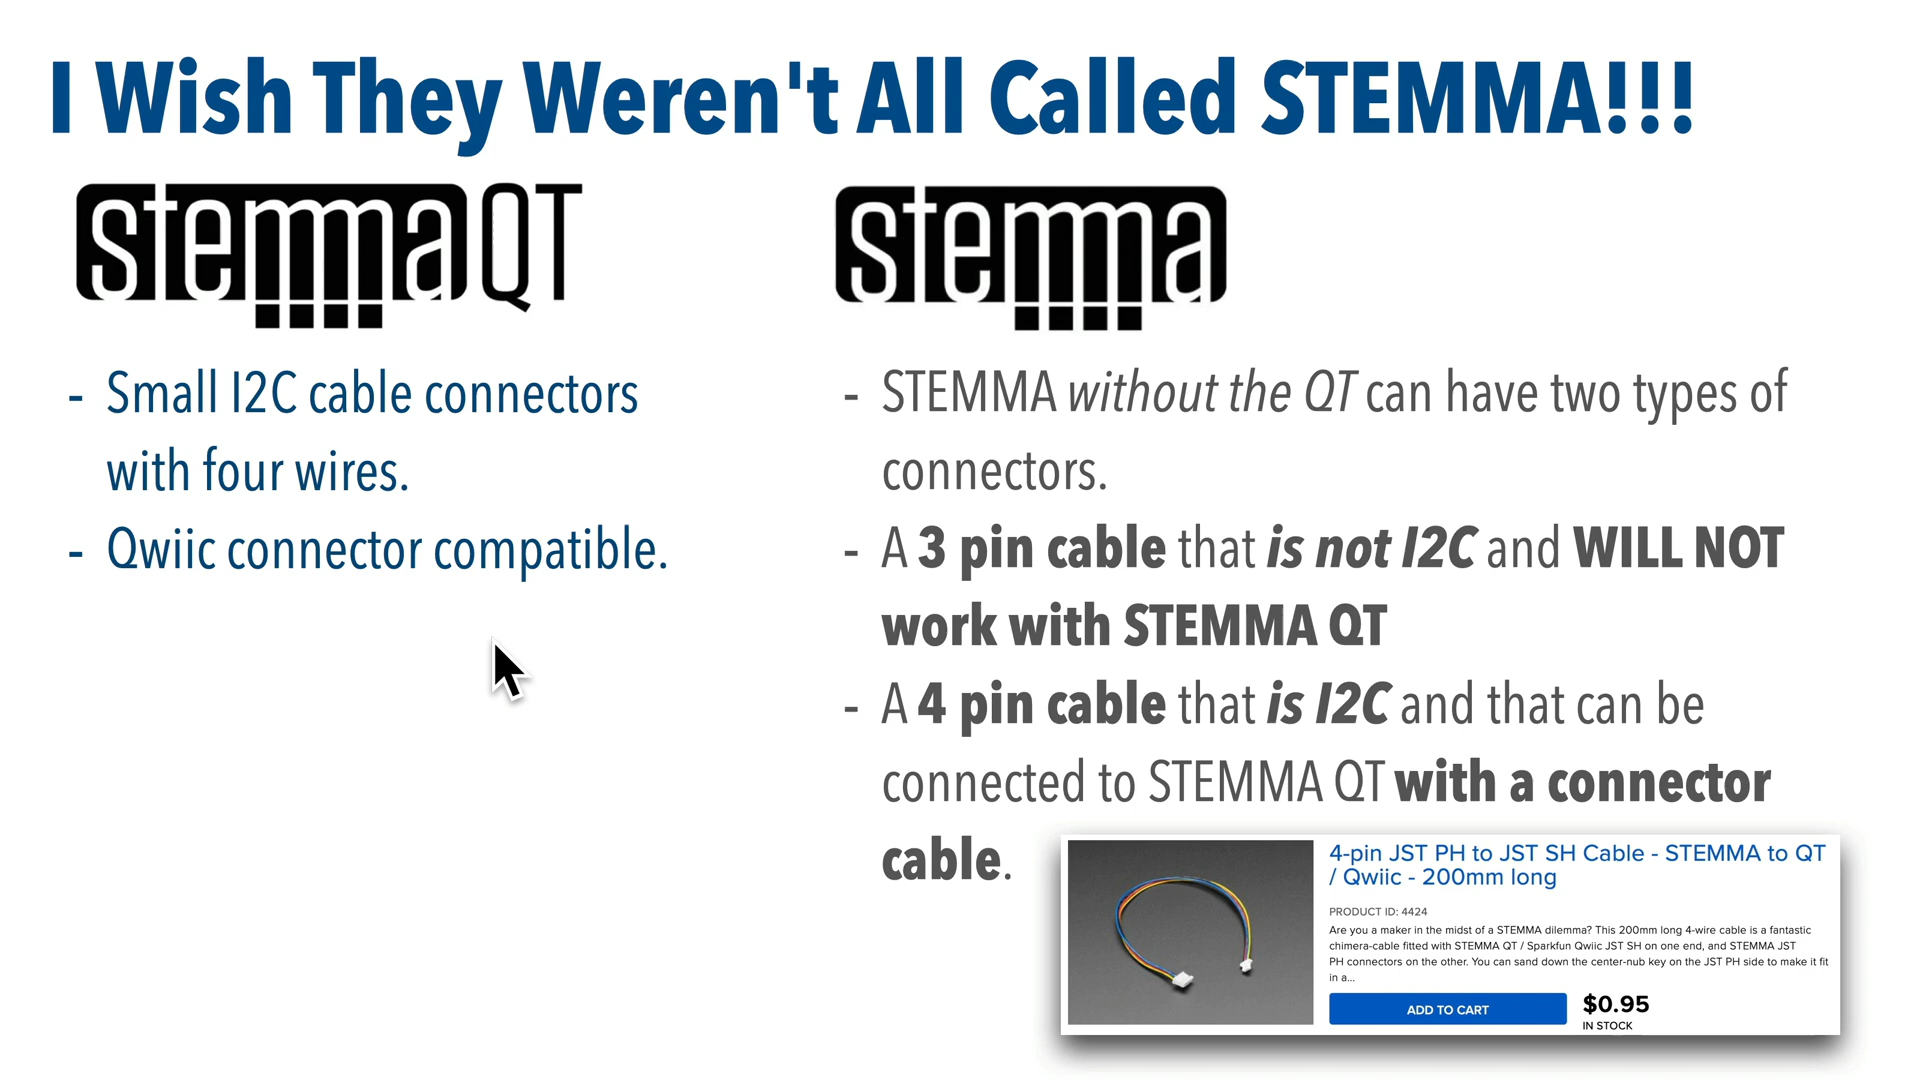 I Wish They Weren't All Called STEMMA!!!
stemma QT
- Small I2C cable connectors
with four wires.
- Qwiic connector compatible.
stemma
- STEMMA without the QT can have two types of
connectors.
- A 3 pin cable that is not I2C and WILL NOT
work with STEMMA QT
- A 4 pin cable that is I2C and that can be
connected to STEMMA QT with a connector
cable.
4-pin JST PH to JST SH Cable - STEMMA to QT
/ Qwiic - 200mm long
PRODUCT ID: 4424
Are you a maker in the midst of a STEMMA dilemma? This 200mm long 4-wire cable is a fantastic
chimera-cable fitted with STEMMA QT / Sparkfun Qwiic JST SH on one end, and STEMMA JST
PH connectors on the other. You can sand down the center-nub key on the JST PH side to make it fit
in a...
ADD TO CART
$0.95
IN STOCK